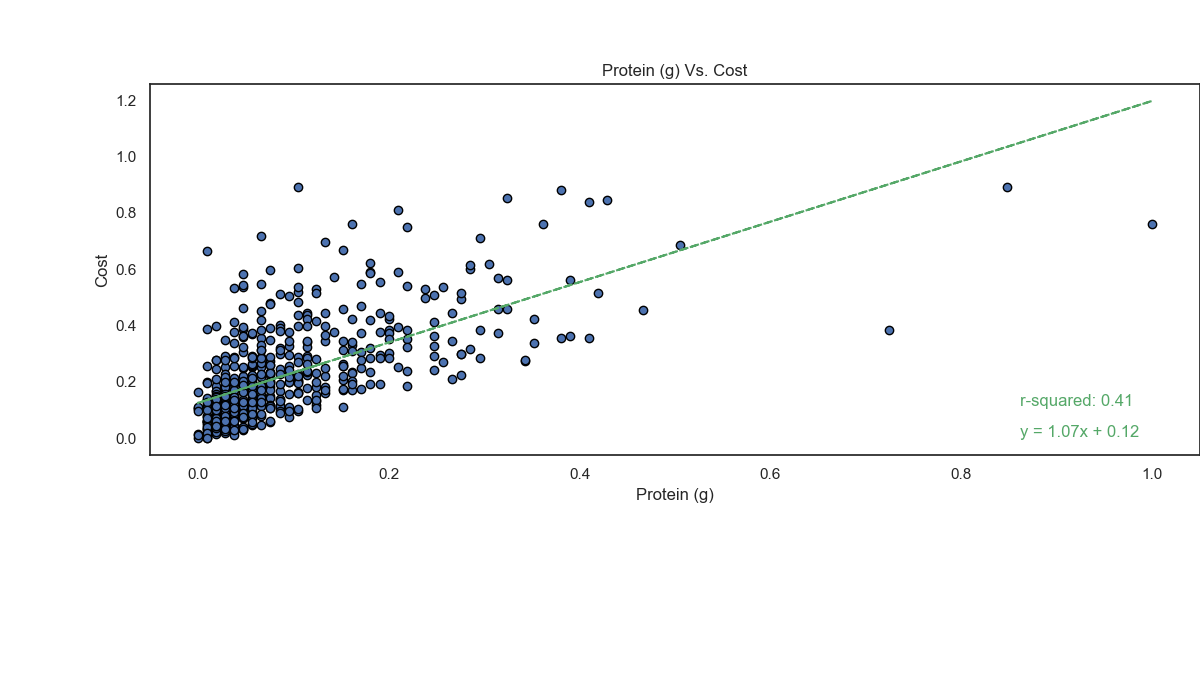 Protein (g) Vs. Cost
1.2
1.0
0.8
0.6
0.4
0.2
0.0
Cost
r-squared: 0.41
y = 1.07x + 0.12
0.0 0.2 0.4 0.6 0.8 1.0
Protein (g)